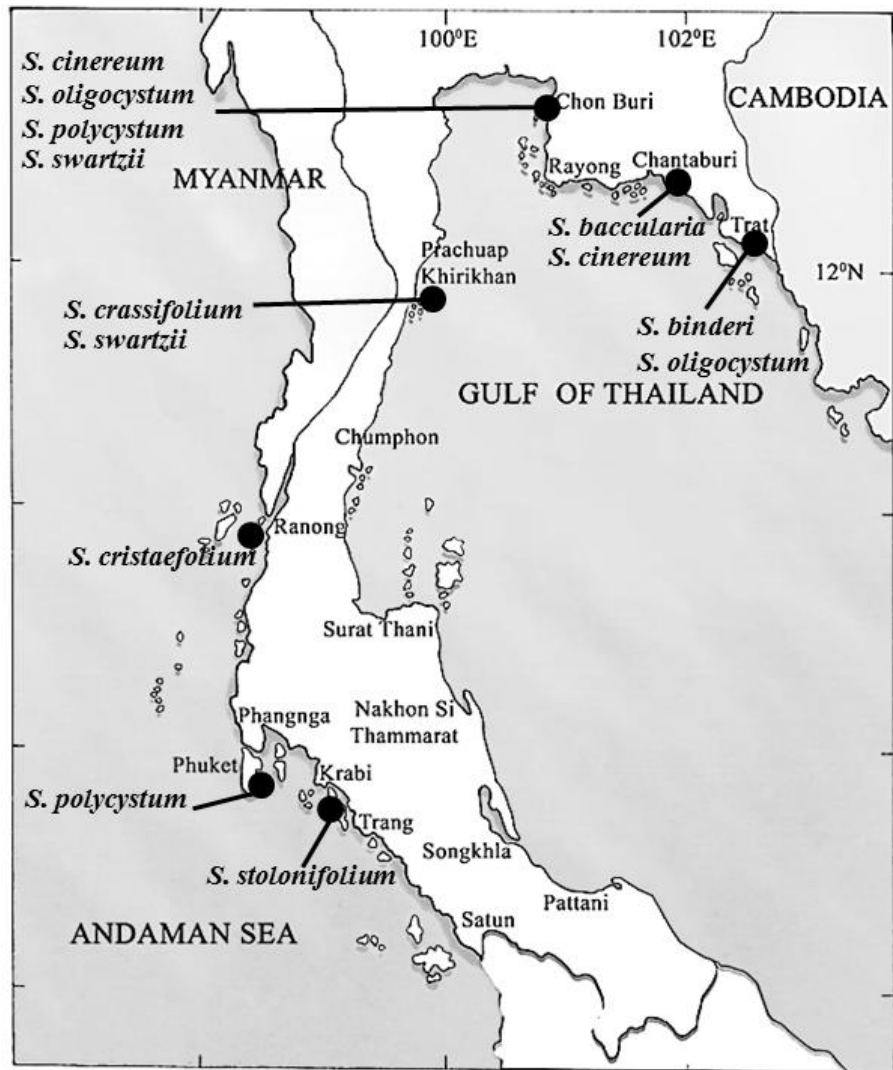 100°E
102°E
S. cinereum
S. oligocystum
S. polycystum
S. swartzii
Chon Buri
CAMBODIA
MYANMAR
Rayong
Chantaburi
S. baccularia
S. cinereum
Trat
Prachuap
Khirikhan
12⁰N
S. crassifolium
S. swartzii
S. binderi
S. oligocystum
GULF OF THAILAND
Chumphon
Ranong
S. cristaefolium
Surat Thani
Phangnga
Nakhon Si
Thammarat
Phuket
Krabi
S. polycystum
Trang
Songkhla
S. stolonifolium
Pattani
Satun
ANDAMAN SEA